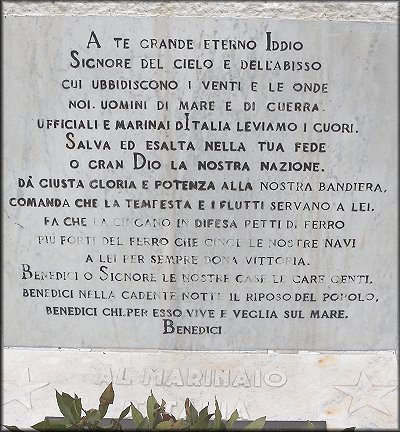 A TE GRANDE ETERNO IDDIO
SIGNORE DEL CIELO E DELL'ABISSO
CUI UBBIDISCONO I VENTI E LE ONDE
NOI. UOMINI DI MARE E DI GUERRA.
UFFICIALI E MARINAI D'ITALIA LEVIAMO I CUORI.
SALVA ED ESALTA NELLA TUA FEDE
O GRAN DIO LA NOSTRA NAZIONE.
DÀ GIUSTA GLORIA E POTENZA ALLA NOSTRA BANDIERA,
COMANDA CHE LA TEMPESTA E I FLUTTI SERVANO A LEI.
FA CHE LA CINGANO IN DIFESA PETTI DI FERRO
PIÙ FORTI DEL FERRO CHE CINGE LE NOSTRE NAVI
A LEI PER SEMPRE DONA VITTORIA.
BENEDICI O SIGNORE LE NOSTRE CASE. LE CARE GENTI.
BENEDICI NELLA CADENTE NOTTE IL RIPOSO DEL POPOLO,
BENEDICI CHI, PER ESSO VIVE E VEGLIA SUL MARE.
BENEDICI
AL MARINAIO